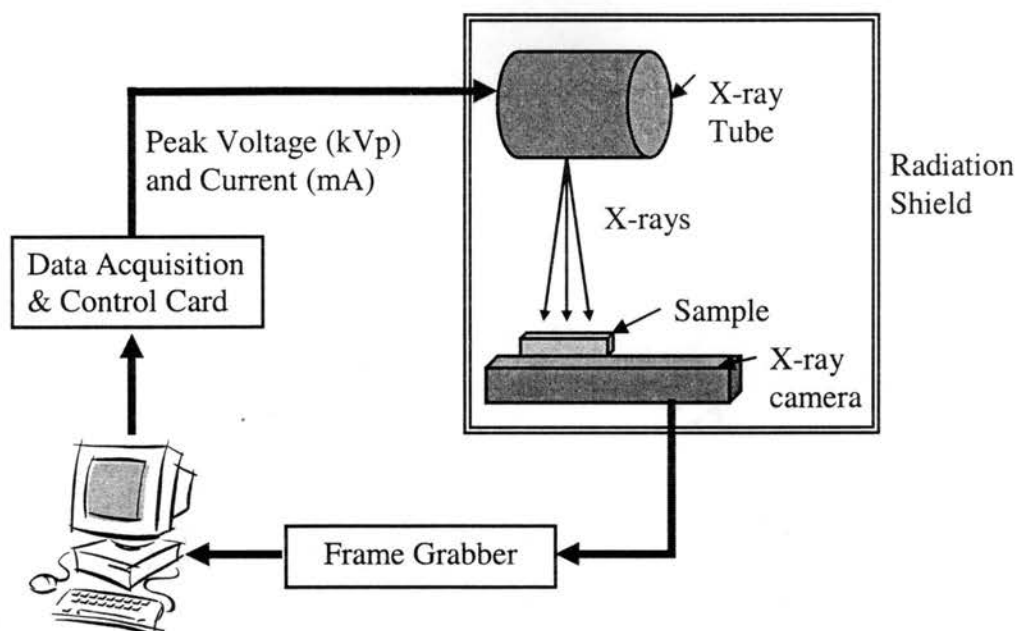 X-ray
Tube
Peak Voltage (kVp)
and Current (mA)
Radiation
Shield
X-rays
Data Acquisition
& Control Card
Sample
X-ray
camera
Frame Grabber